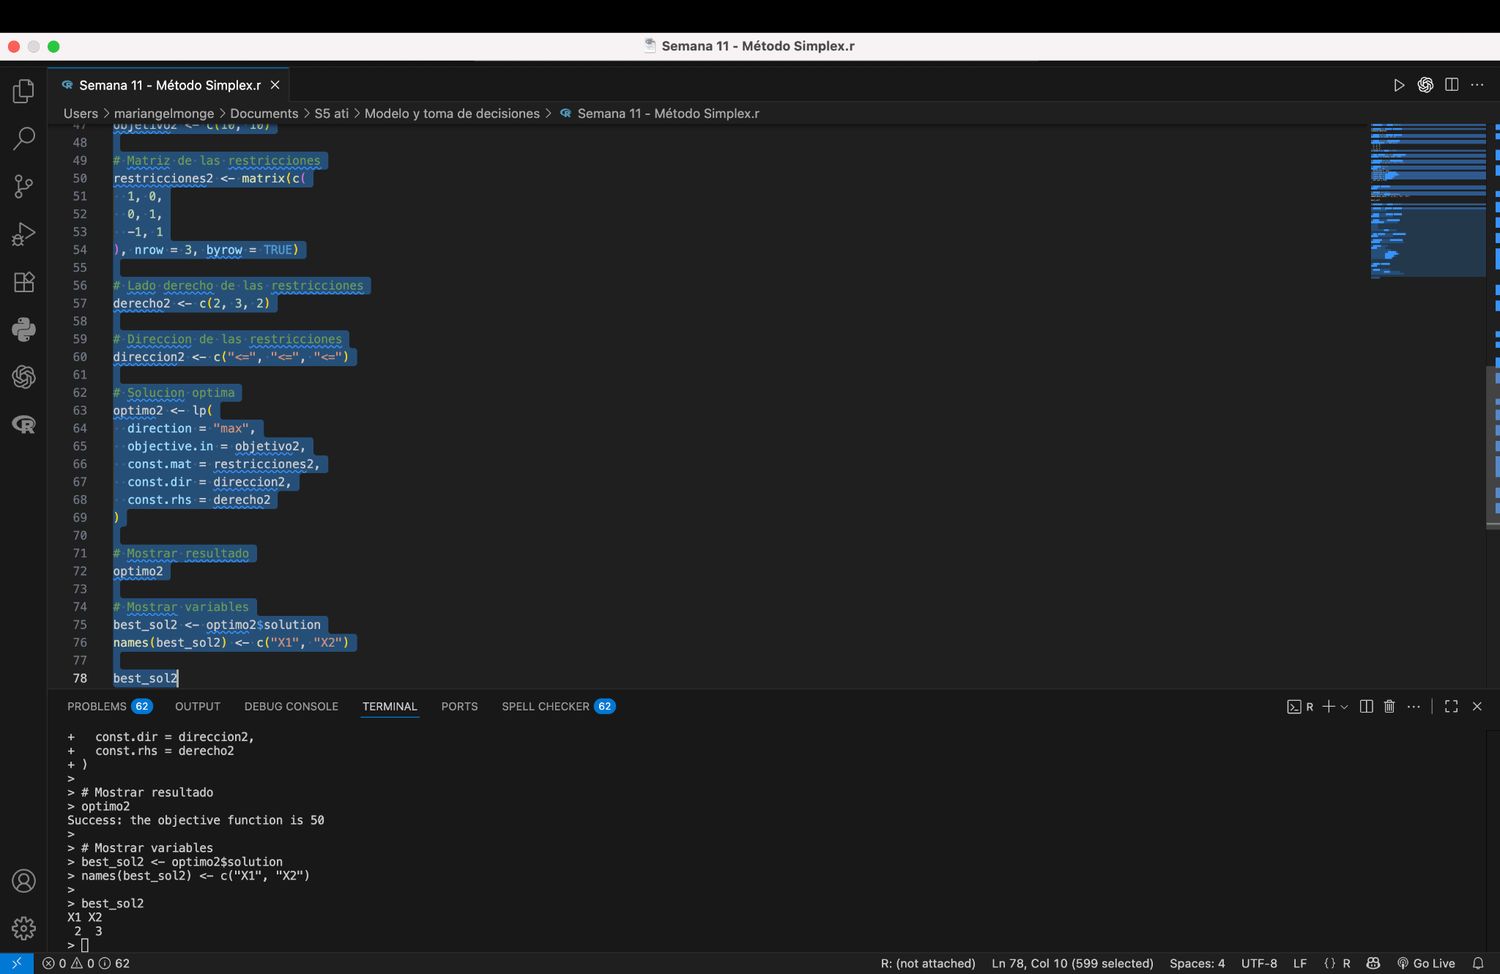 Semana 11 - Método Simplex.r
Semana 11 - Método Simplex.r
Users > mariangelmonge > Documents > S5 ati > Modelo y toma de decisiones > Semana 11 - Método Simplex.r
47 objetivo2 <- c(10, 10)
48
49 # Matriz de las restricciones
50 restricciones2 <- matrix(c(
51 1, 0,
52 0, 1,
53 -1, 1
54 ), nrow = 3, byrow = TRUE)
55
56 # Lado derecho de las restricciones
57 derecho2 <- c(2, 3, 2)
58
59 # Direccion de las restricciones
60 direccion2 <- c("<=", "<=", "<=")
61
62 # Solucion optima
63 optimo2 <- lp(
64 direction = "max",
65 objective.in = objetivo2,
66 const.mat = restricciones2,
67 const.dir = direccion2,
68 const.rhs = derecho2
69 )
70
71 # Mostrar resultado
72 optimo2
73
74 # Mostrar variables
75 best_sol2 <- optimo2$solution
76 names(best_sol2) <- c("X1", "X2")
77
78 best_sol2
PROBLEMS 62 OUTPUT DEBUG CONSOLE TERMINAL PORTS SPELL CHECKER 62 R
+ const.dir = direccion2,
+ const.rhs = derecho2
+ )
>
> # Mostrar resultado
> optimo2
Success: the objective function is 50
>
> # Mostrar variables
> best_sol2 <- optimo2$solution
> names(best_sol2) <- c("X1", "X2")
>
> best_sol2
X1 X2
2 3
>
0 0 62 R: (not attached) Ln 78, Col 10 (599 selected) Spaces: 4 UTF-8 LF {} R Go Live